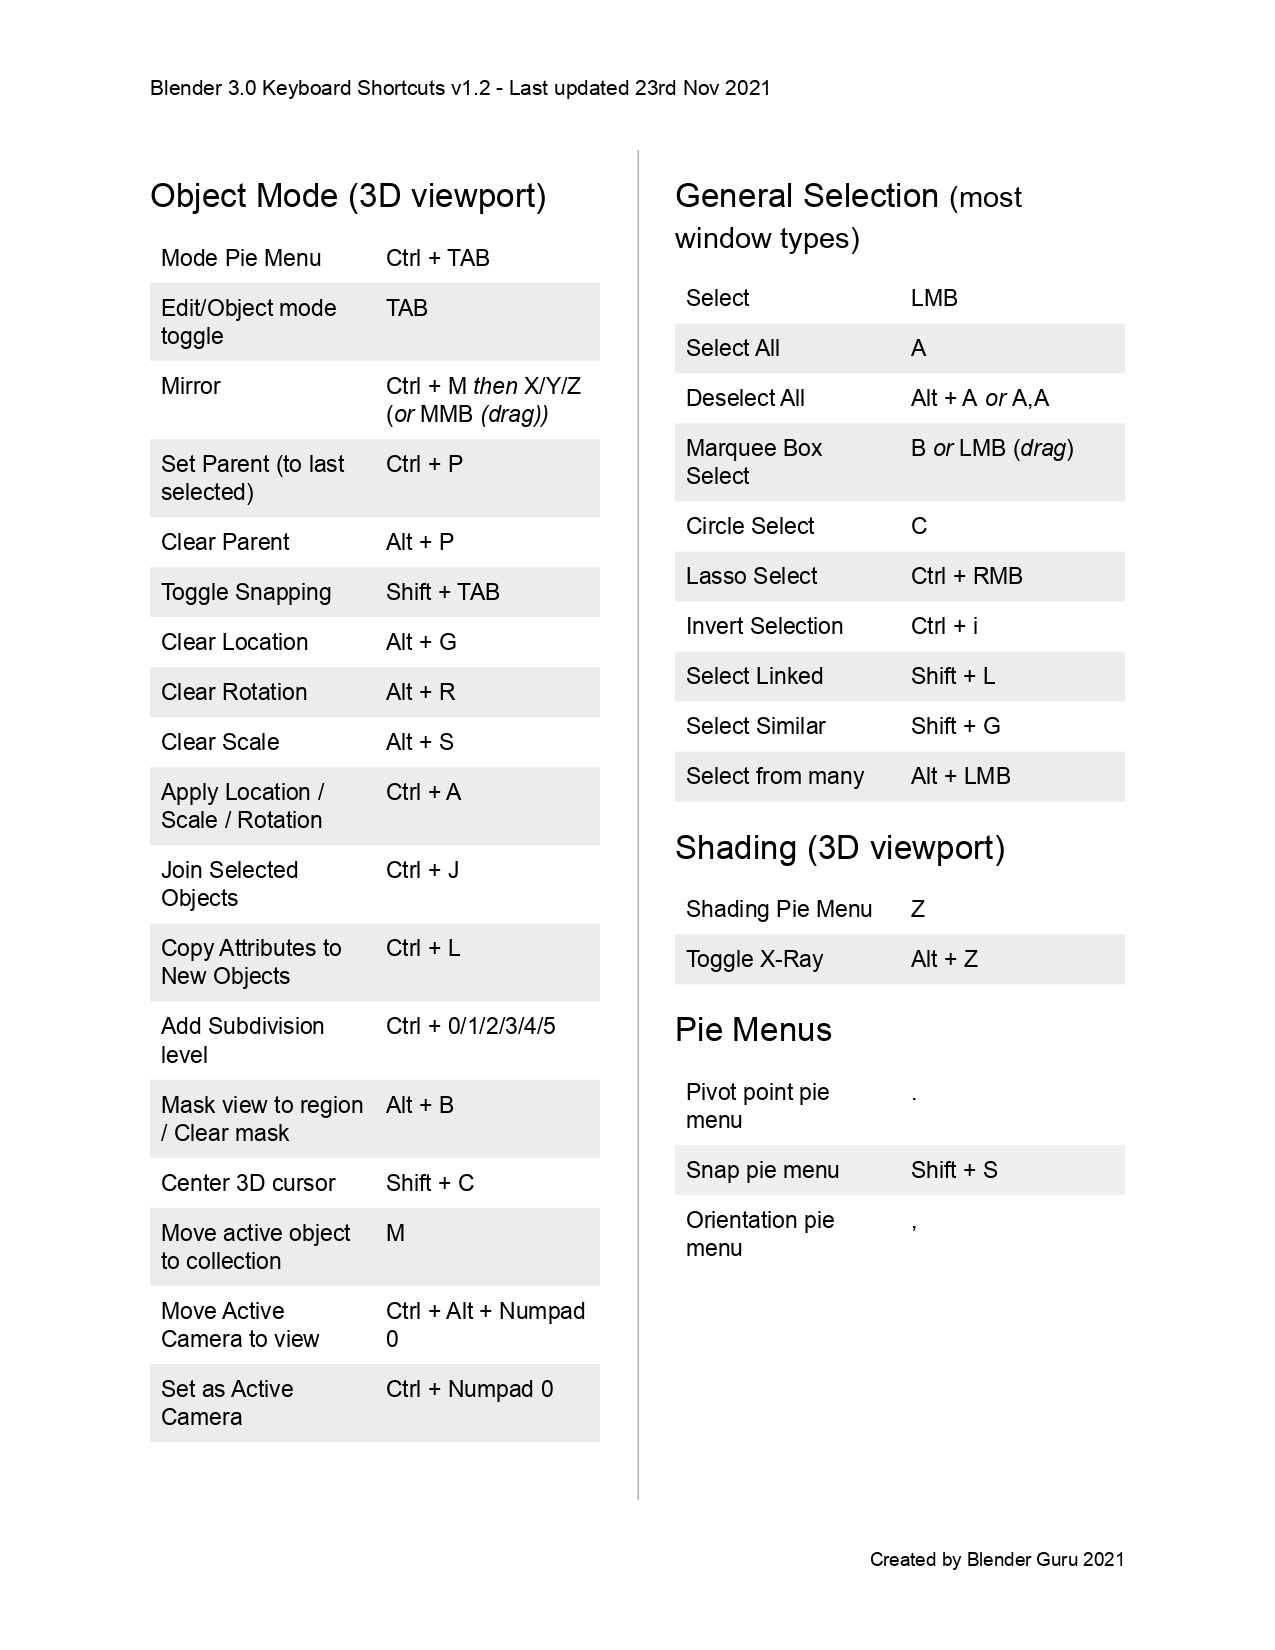 Blender 3.0 Keyboard Shortcuts v1.2 - Last updated 23rd Nov 2021
Object Mode (3D viewport)
Mode Pie Menu Ctrl + TAB
Edit/Object mode TAB
toggle
Mirror Ctrl + M then X/Y/Z
(or MMB (drag))
Set Parent (to last Ctrl + P
selected)
Clear Parent Alt + P
Toggle Snapping Shift + TAB
Clear Location Alt + G
Clear Rotation Alt + R
Clear Scale Alt + S
Apply Location / Ctrl + A
Scale / Rotation
Join Selected Ctrl + J
Objects
Copy Attributes to Ctrl + L
New Objects
Add Subdivision Ctrl + 0/1/2/3/4/5
level
Mask view to region Alt + B
/ Clear mask
Center 3D cursor Shift + C
Move active object M
to collection
Move Active Ctrl + Alt + Numpad
Camera to view 0
Set as Active Ctrl + Numpad 0
Camera
General Selection (most
window types)
Select LMB
Select All A
Deselect All Alt + A or A,A
Marquee Box B or LMB (drag)
Select
Circle Select C
Lasso Select Ctrl + RMB
Invert Selection Ctrl + i
Select Linked Shift + L
Select Similar Shift + G
Select from many Alt + LMB
Shading (3D viewport)
Shading Pie Menu Z
Toggle X-Ray Alt + Z
Pie Menus
Pivot point pie .
menu
Snap pie menu Shift + S
Orientation pie ,
menu
Created by Blender Guru 2021